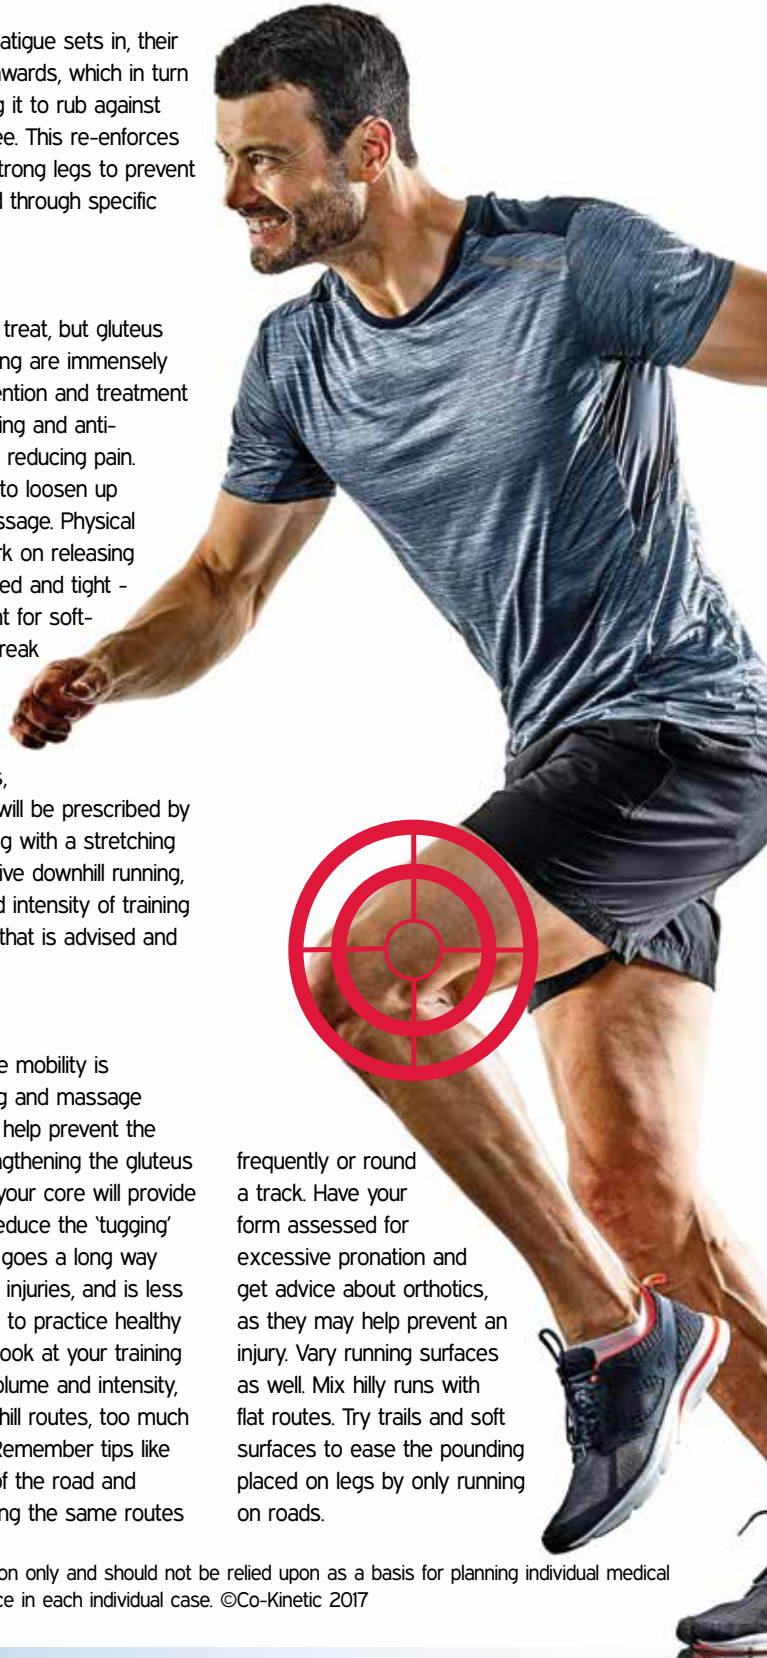 atigue sets in, their
wards, which in turn
g it to rub against
ee. This re-enforces
trong legs to prevent
d through specific
treat, but gluteus
ng are immensely
ention and treatment
ing and anti-
reducing pain.
to loosen up
ssage. Physical
rk on releasing
ed and tight -
nt for soft-
reak
s,
will be prescribed by
g with a stretching
ive downhill running,
d intensity of training
that is advised and
e mobility is
g and massage
help prevent the
ngthening the gluteus
your core will provide
educe the ‘tugging’
goes a long way
injuries, and is less
to practice healthy
ook at your training
olume and intensity,
hill routes, too much
Remember tips like
of the road and
ng the same routes
frequently or round
a track. Have your
form assessed for
excessive pronation and
get advice about orthotics,
as they may help prevent an
injury. Vary running surfaces
as well. Mix hilly runs with
flat routes. Try trails and soft
surfaces to ease the pounding
placed on legs by only running
on roads.
on only and should not be relied upon as a basis for planning individual medical
ce in each individual case. ©Co-Kinetic 2017